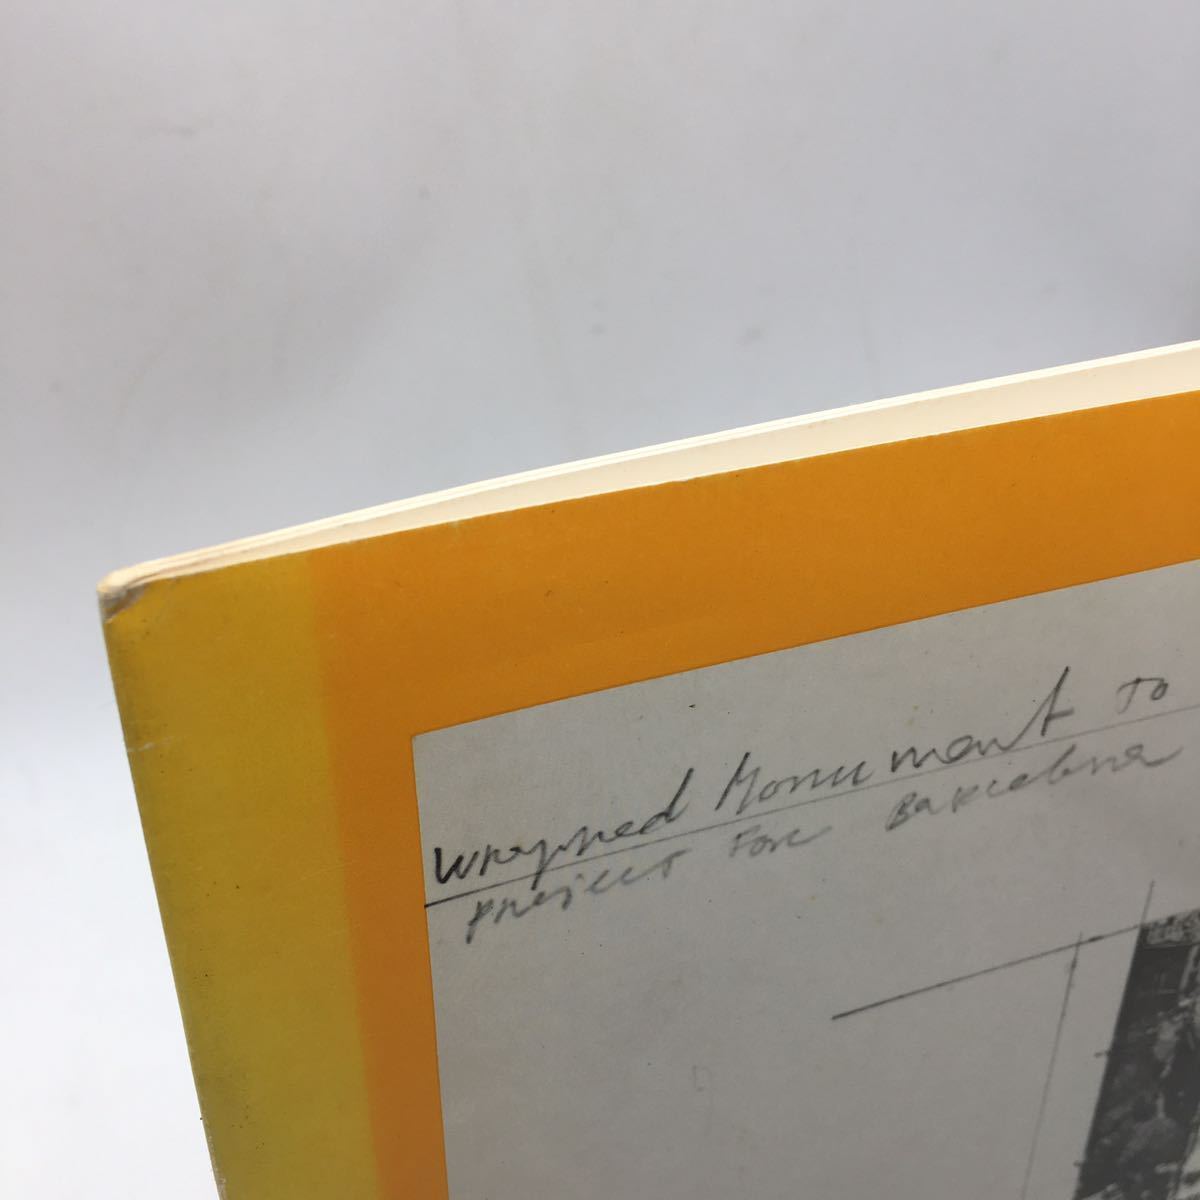 Wrapped Monument to
Project for Barcelona